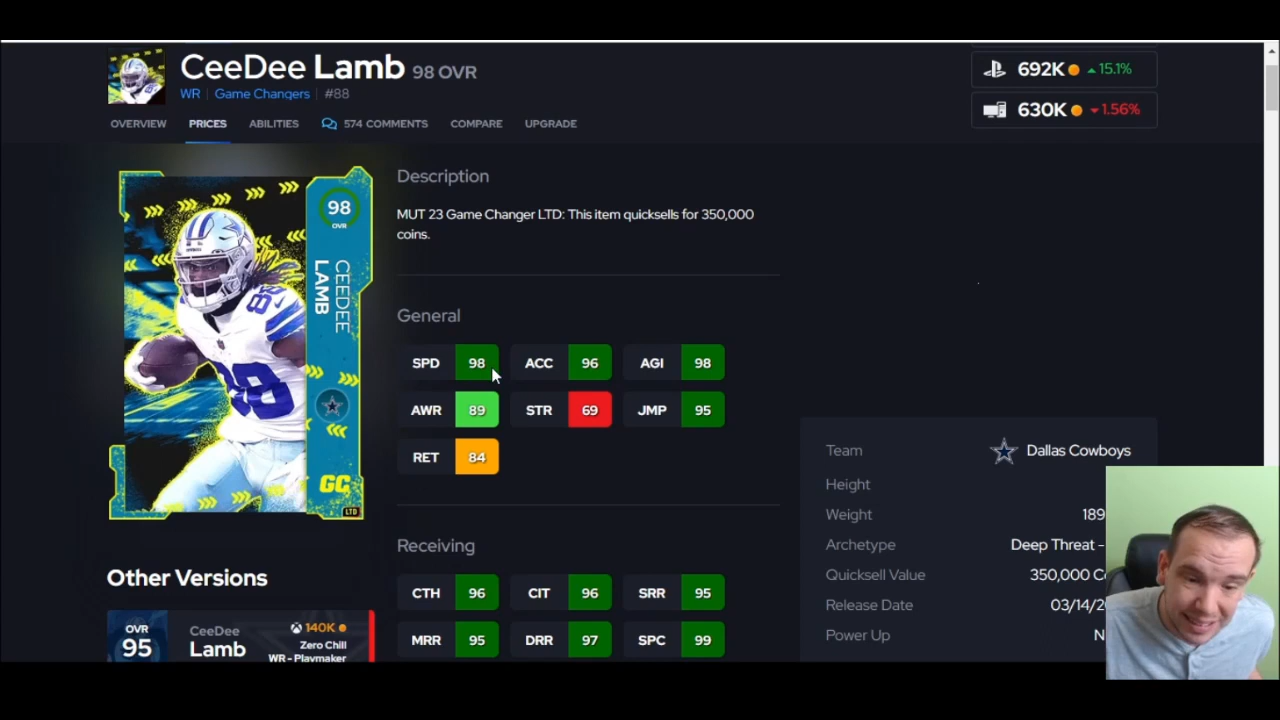 CeeDee Lamb 98 OVR
WR | Game Changers | #88
692K 15.1%
630K 1.56%
OVERVIEW PRICES ABILITIES 574 COMMENTS COMPARE UPGRADE
98
OVR
CEEDEE
LAMB
88
GC
LTD
Description
MUT 23 Game Changer LTD: This item quicksells for 350,000
coins.
General
SPD 98 ACC 96 AGI 98
AWR 89 STR 69 JMP 95
RET 84
Receiving
CTH 96 CIT 96 SRR 95
MRR 95 DRR 97 SPC 99
Team Dallas Cowboys
Height
Weight 189
Archetype Deep Threat -
Quicksell Value 350,000
Release Date 03/14/
Power Up
Other Versions
OVR
95
CeeDee
Lamb
140K
Zero Chill
WR - Playmaker